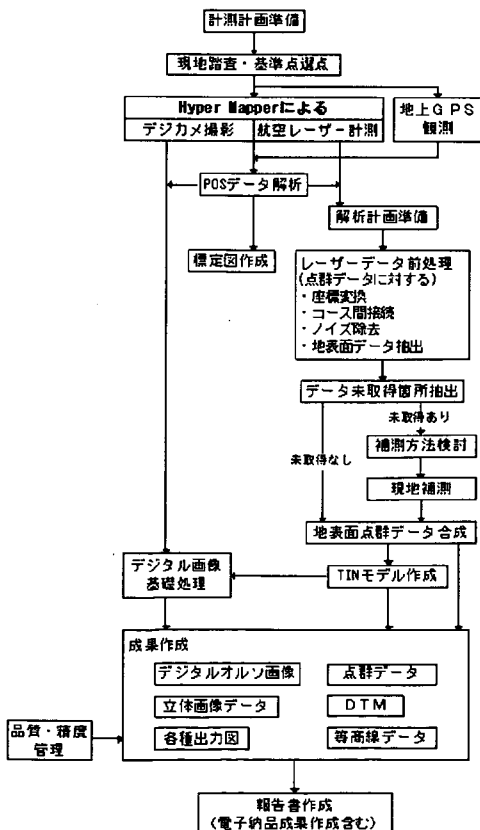 計測計画準備
現地踏査・基準点選点
Hyper Mapperによる
デジカメ撮影
航空レーザー計測
地上GPS
観測
POSデータ解析
解析計画準備
標定図作成
レーザーデータ前処理
(点群データに対する)
・座標変換
・コース間接続
・ノイズ除去
・地表面データ抽出
データ未取得箇所抽出
未取得あり
補測方法検討
未取得なし
現地補測
地表面点群データ合成
デジタル画像
基礎処理
TINモデル作成
成果作成
デジタルオルソ画像
点群データ
立体画像データ
DTM
品質・精度
管理
各種出力図
等高線データ
報告書作成
(電子納品成果作成含む)